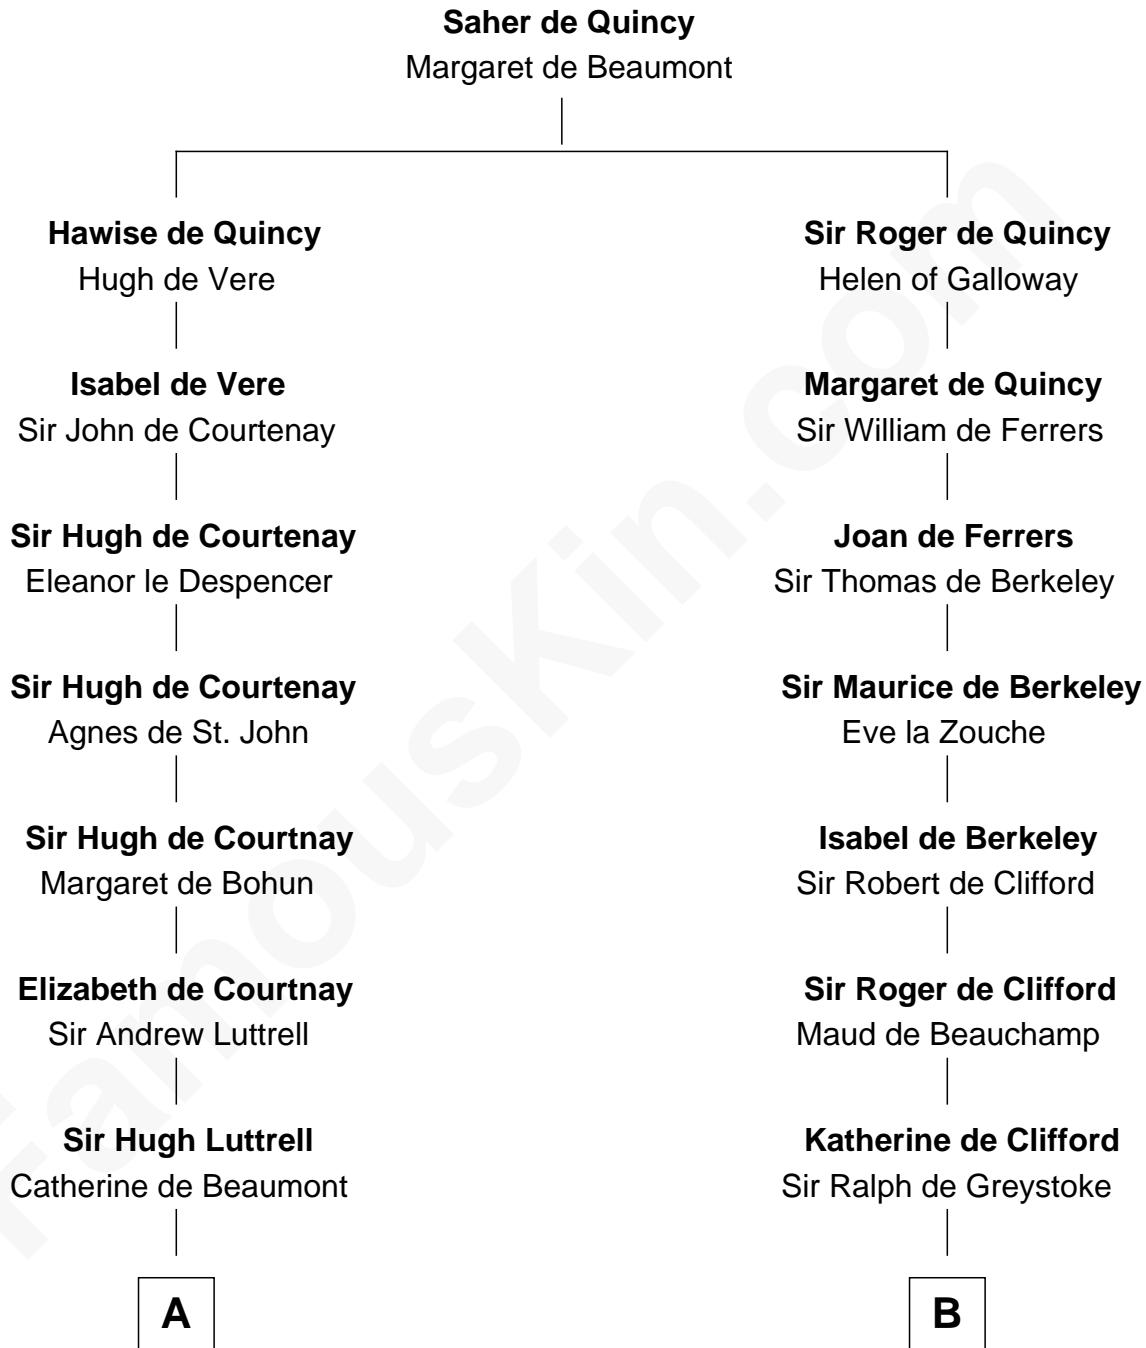 Saher de Quincy
Margaret de Beaumont
Hawise de Quincy
Hugh de Vere
Isabel de Vere
Sir John de Courtenay
Sir Hugh de Courtenay
Eleanor le Despencer
Sir Hugh de Courtenay
Agnes de St. John
Sir Hugh de Courtnay
Margaret de Bohun
Elizabeth de Courtnay
Sir Andrew Luttrell
Sir Hugh Luttrell
Catherine de Beaumont
A
Sir Roger de Quincy
Helen of Galloway
Margaret de Quincy
Sir William de Ferrers
Joan de Ferrers
Sir Thomas de Berkeley
Sir Maurice de Berkeley
Eve la Zouche
Isabel de Berkeley
Sir Robert de Clifford
Sir Roger de Clifford
Maud de Beauchamp
Katherine de Clifford
Sir Ralph de Greystoke
B
FamousKin.com